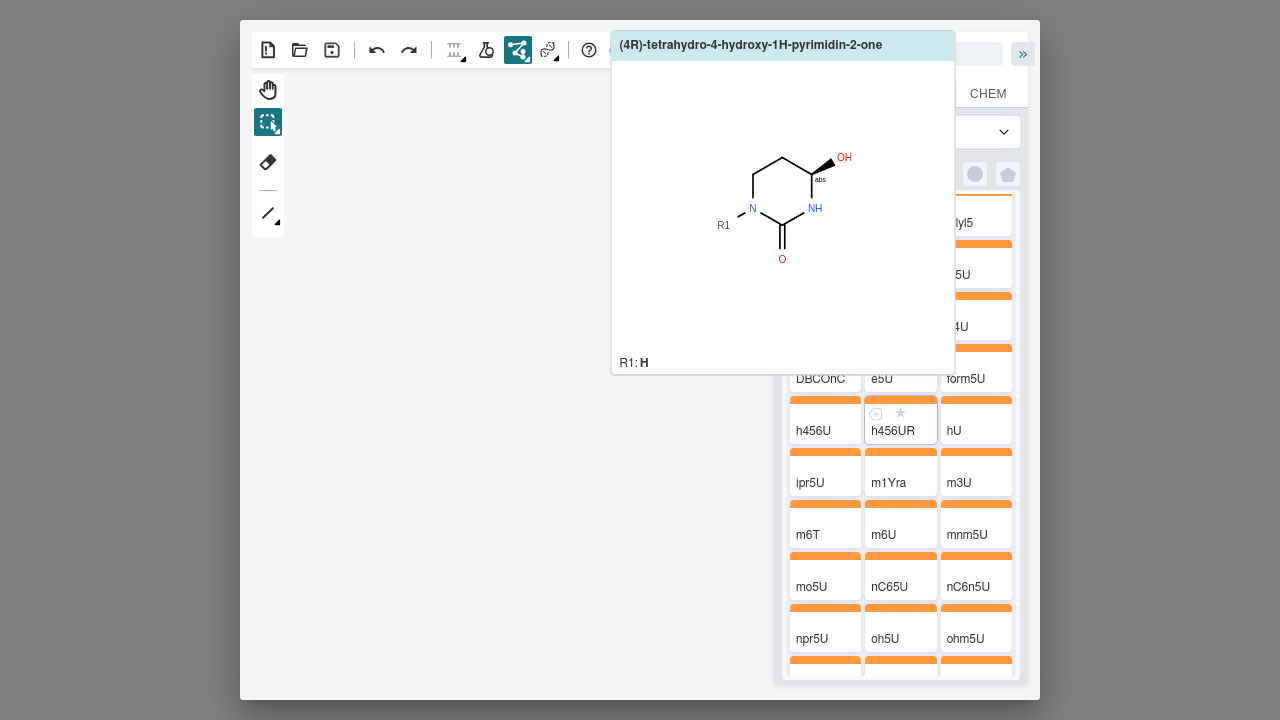 (4R)-tetrahydro-4-hydroxy-1H-pyrimidin-2-one
»
CHEM
OH
abs
N
NH
R1
O
R1: H
5U
4U
DBCOnC
e5U
form5U
h456U
h456UR
hU
ipr5U
m1Yra
m3U
m6T
m6U
mnm5U
mo5U
nC65U
nC6n5U
npr5U
oh5U
ohm5U